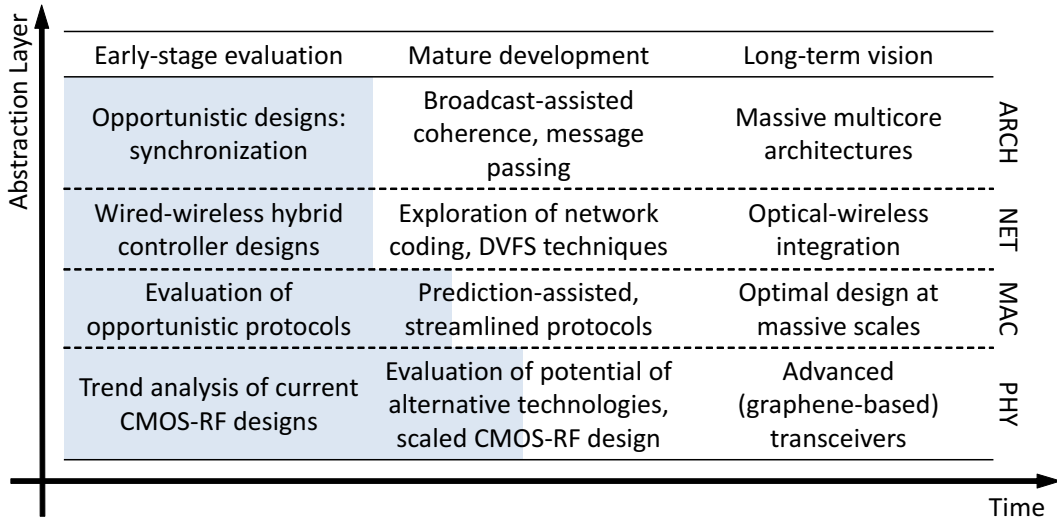 Abstraction Layer
Early-stage evaluation
Mature development
Long-term vision
Opportunistic designs:
synchronization
Broadcast-assisted
coherence, message
passing
Massive multicore
architectures
ARCH
Wired-wireless hybrid
controller designs
Exploration of network
coding, DVFS techniques
Optical-wireless
integration
NET
Evaluation of
opportunistic protocols
Prediction-assisted,
streamlined protocols
Optimal design at
massive scales
MAC
Trend analysis of current
CMOS-RF designs
Evaluation of potential of
alternative technologies,
scaled CMOS-RF design
Advanced
(graphene-based)
transceivers
PHY
Time